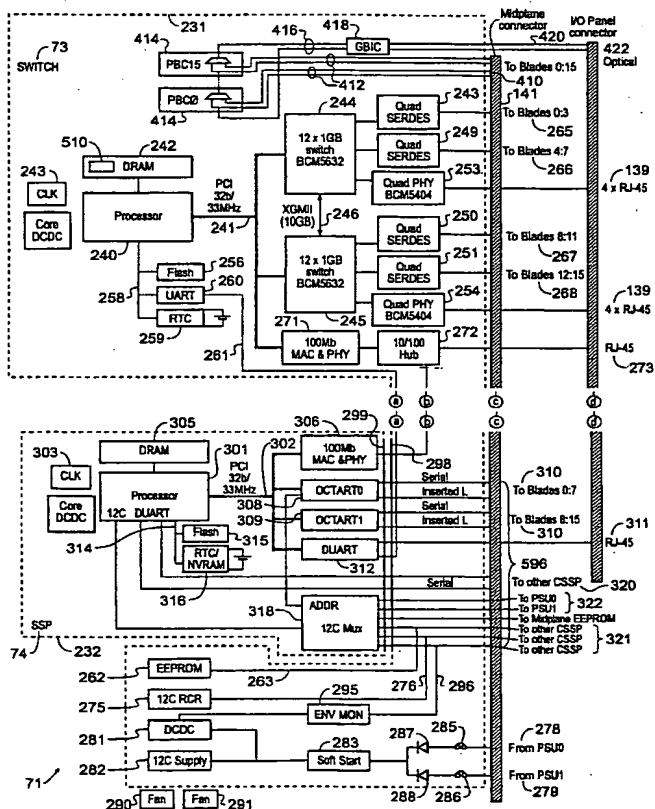 73
SWITCH
231
Midplane connector
I/O Panel connector
414
PBC15
416
418
GBIC
420
422
Optical
412
410
To Blades 0:15
141
PBC0
414
244
243
Quad SERDES
To Blades 0:3
265
510
242
DRAM
12 x 1GB switch BCM5632
249
Quad SERDES
To Blades 4:7
266
243
CLK
253
Quad PHY BCM5404
139
4 x RJ-45
Core DCDC
Processor
240
PCI 32b/ 33MHz
241
XGMII (10GB)
246
250
Quad SERDES
To Blades 8:11
267
12 x 1GB switch BCM5632
251
Quad SERDES
To Blades 12:15
268
Flash
256
258
UART
260
RTC
259
245
254
Quad PHY BCM5404
139
4 x RJ-45
271
272
261
100Mb MAC & PHY
10/100 Hub
RJ-45
273
a
b
c
d
a
b
c
d
305
DRAM
306
299
303
CLK
301
302
PCI 32b/ 33MHz
100Mb MAC &PHY
298
Core DCDC
Processor
12C DUART
308
OCTART0
Serial
Inserted L
310
To Blades 0:7
309
OCTART1
Serial
Inserted L
To Blades 8:15
310
311
314
Flash
315
DUART
312
RJ-45
596
RTC/ NVRAM
316
Serial
To other CSSP
320
318
ADDR
12C Mux
To PSU0
To PSU1
322
To Midplane EEPROM
To other CSSP
To other CSSP
To other CSSP
321
SSP
74
232
262
EEPROM
263
276
296
275
12C RCR
295
ENV MON
281
DCDC
283
287
285
278
282
12C Supply
Soft Start
From PSU0
From PSU1
279
71
288
286
290
Fan
Fan
291